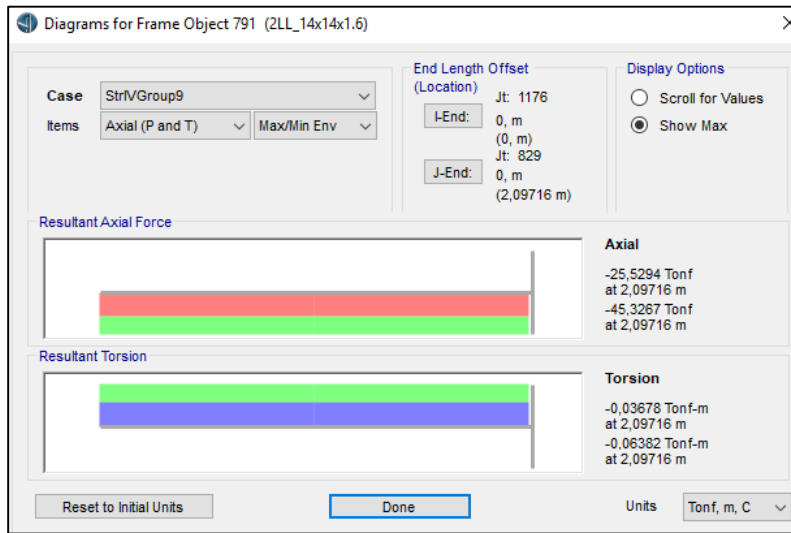 Diagrams for Frame Object 791 (2LL_14x14x1.6)
Case StrlVGroup9
Items Axial (P and T) Max/Min Env
End Length Offset
(Location)
I-End: Jt: 1176
0, m
(0, m)
J-End: Jt: 829
0, m
(2,09716 m)
Display Options
Scroll for Values
Show Max
Resultant Axial Force
Axial
-25,5294 Tonf
at 2,09716 m
-45,3267 Tonf
at 2,09716 m
Resultant Torsion
Torsion
-0,03678 Tonf-m
at 2,09716 m
-0,06382 Tonf-m
at 2,09716 m
Reset to Initial Units
Done
Units Tonf, m, C